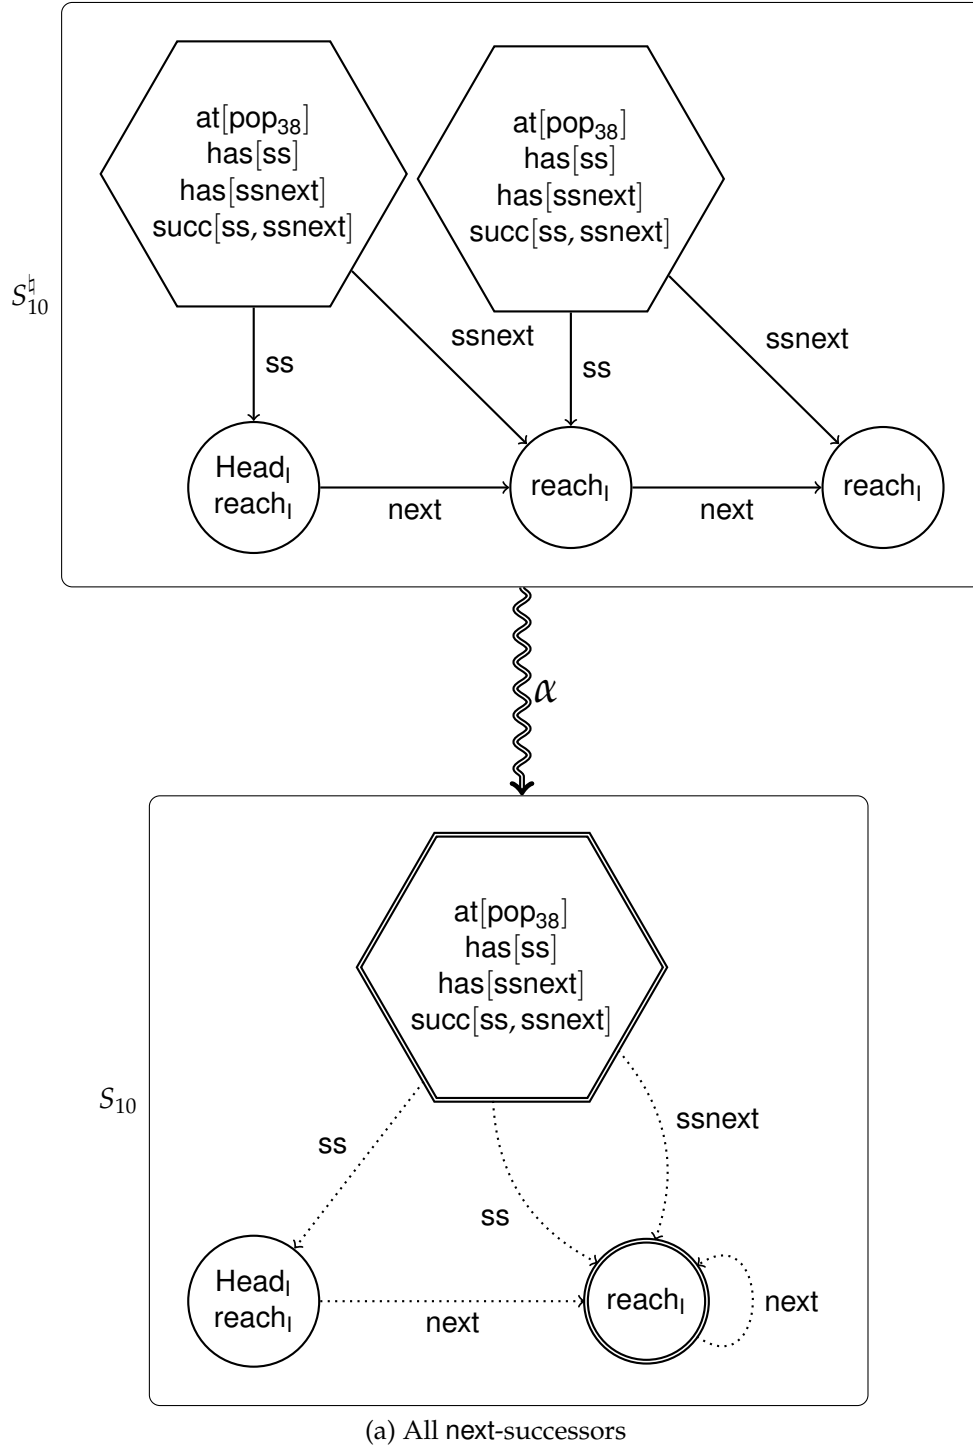 at[pop₃₈]
has[ss]
has[ssnext]
succ[ss, ssnext]
at[pop₃₈]
has[ss]
has[ssnext]
succ[ss, ssnext]
S₁₀♮
ss
ssnext
ss
ssnext
Headₗ
reachₗ
next
reachₗ
next
reachₗ
α
at[pop₃₈]
has[ss]
has[ssnext]
succ[ss, ssnext]
S₁₀
ss
ss
ssnext
Headₗ
reachₗ
next
reachₗ
next
(a) All next-successors